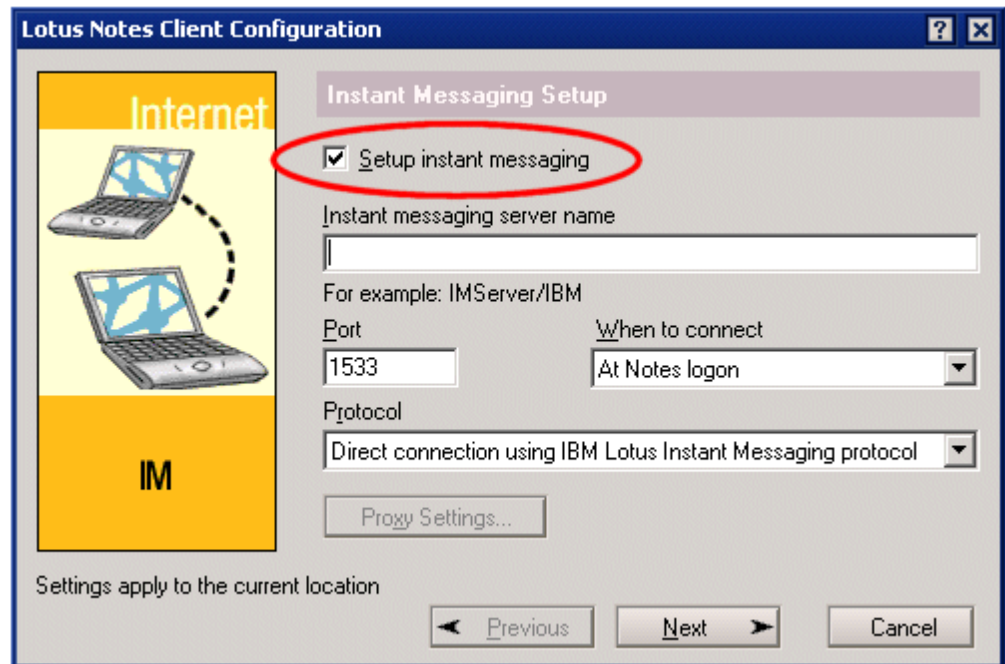 Lotus Notes Client Configuration
Internet
IM
Instant Messaging Setup
Setup instant messaging
Instant messaging server name
For example: IMServer/IBM
Port
When to connect
1533
At Notes logon
Protocol
Direct connection using IBM Lotus Instant Messaging protocol
Proxy Settings...
Settings apply to the current location
Previous
Next
Cancel